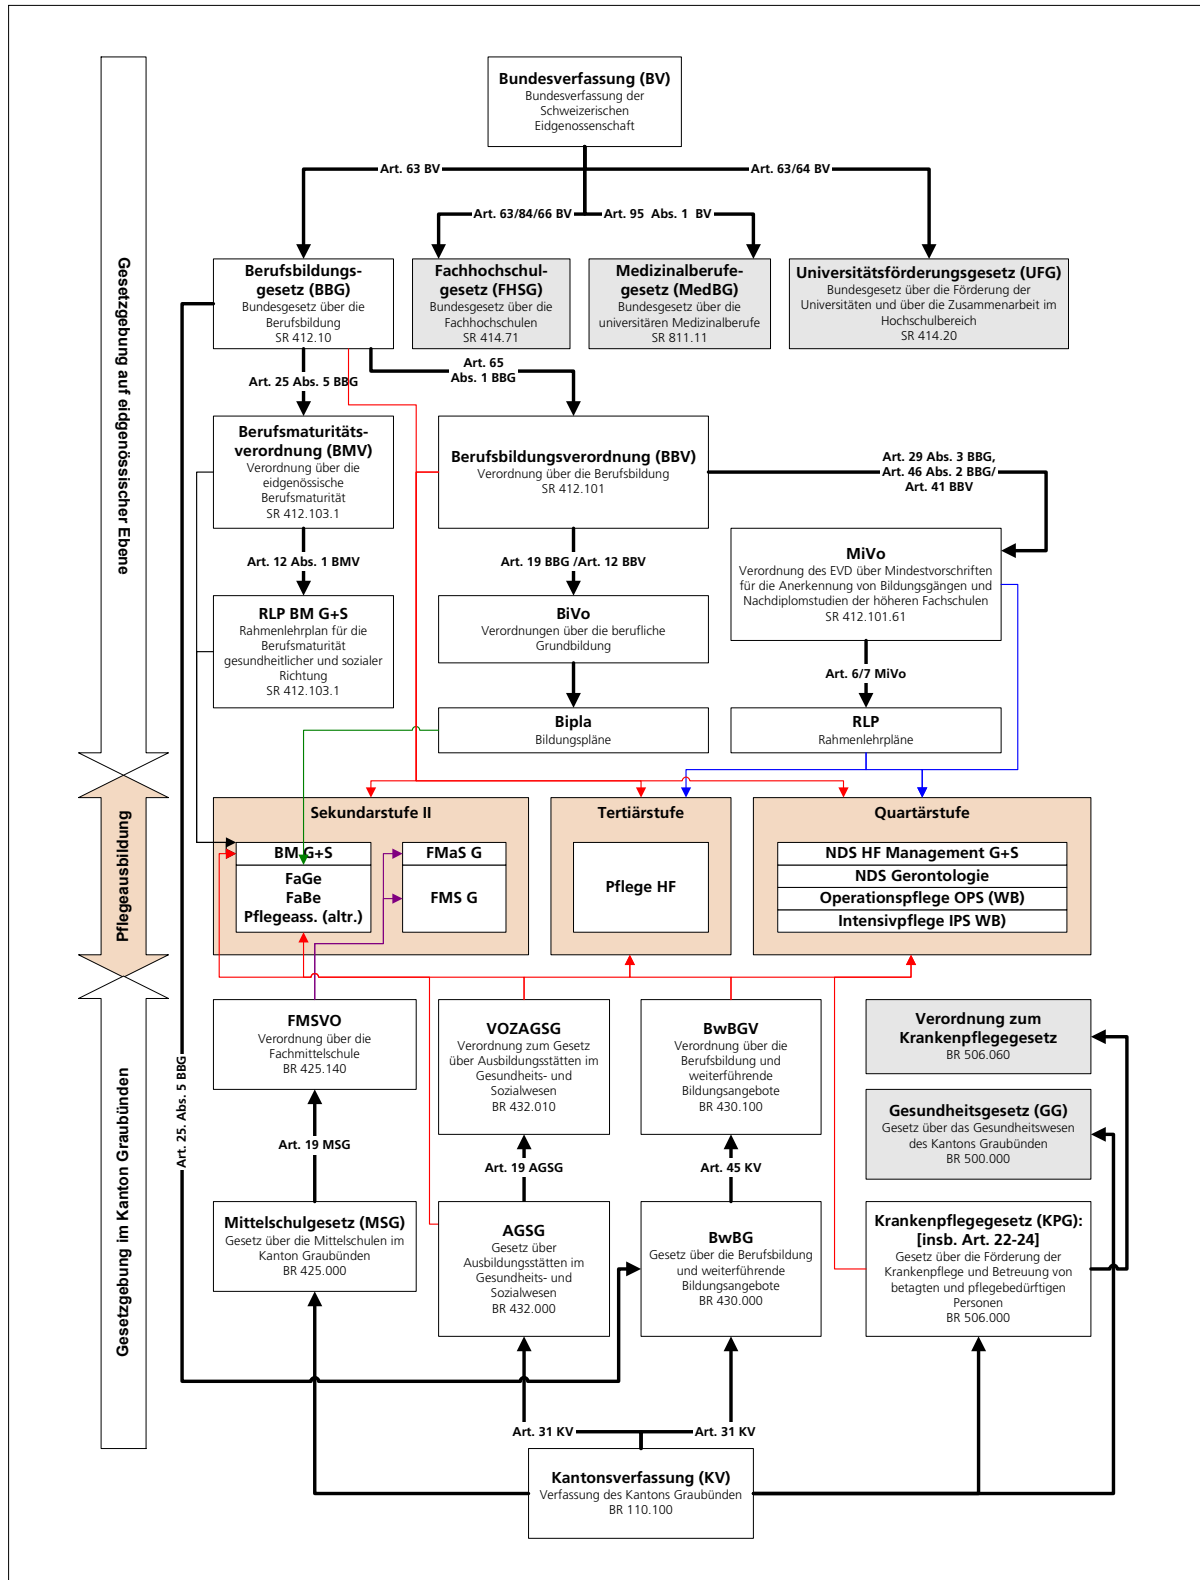 Bundesverfassung (BV)
Bundesverfassung der
Schweizerischen
Eidgenossenschaft
Art. 63 BV
Art. 63/64 BV
Art. 63/84/66 BV
Art. 95 Abs. 1 BV
Gesetzgebung auf eidgenössischer Ebene
Berufsbildungs-
gesetz (BBG)
Bundesgesetz über die
Berufsbildung
SR 412.10
Fachhochschul-
gesetz (FHSG)
Bundesgesetz über die
Fachhochschulen
SR 414.71
Medizinalberufe-
gesetz (MedBG)
Bundesgesetz über die
universitären Medizinalberufe
SR 811.11
Universitätsförderungsgesetz (UFG)
Bundesgesetz über die Förderung der
Universitäten und über die Zusammenarbeit im
Hochschulbereich
SR 414.20
Art. 25 Abs. 5 BBG
Art. 65
Abs. 1 BBG
Berufsmaturitäts-
verordnung (BMV)
Verordnung über die
eidgenössische
Berufsmaturität
SR 412.103.1
Berufsbildungsverordnung (BBV)
Verordnung über die Berufsbildung
SR 412.101
Art. 29 Abs. 3 BBG,
Art. 46 Abs. 2 BBG/
Art. 41 BBV
Art. 12 Abs. 1 BMV
Art. 19 BBG /Art. 12 BBV
MiVo
Verordnung des EVD über Mindestvorschriften
für die Anerkennung von Bildungsgängen und
Nachdiplomstudien der höheren Fachschulen
SR 412.101.61
RLP BM G+S
Rahmenlehrplan für die
Berufsmaturität
gesundheitlicher und sozialer
Richtung
SR 412.103.1
BiVo
Verordnungen über die berufliche
Grundbildung
Art. 6/7 MiVo
Bipla
Bildungspläne
RLP
Rahmenlehrpläne
Pflegeausbildung
Sekundarstufe II
BM G+S
FaGe
FaBe
Pflegeass. (altr.)
FMaS G
FMS G
Tertiärstufe
Pflege HF
Quartärstufe
NDS HF Management G+S
NDS Gerontologie
Operationspflege OPS (WB)
Intensivpflege IPS WB)
Gesetzgebung im Kanton Graubünden
Art. 25. Abs. 5 BBG
FMSVO
Verordnung über die
Fachmittelschule
BR 425.140
VOZAGSG
Verordnung zum Gesetz
über Ausbildungsstätten im
Gesundheits- und
Sozialwesen
BR 432.010
BwBGV
Verordnung über die
Berufsbildung und
weiterführende
Bildungsangebote
BR 430.100
Verordnung zum
Krankenpflegegesetz
BR 506.060
Gesundheitsgesetz (GG)
Gesetz über das Gesundheitswesen
des Kantons Graubünden
BR 500.000
Art. 19 MSG
Art. 19 AGSG
Art. 45 KV
Mittelschulgesetz (MSG)
Gesetz über die Mittelschulen im
Kanton Graubünden
BR 425.000
AGSG
Gesetz über
Ausbildungsstätten im
Gesundheits- und
Sozialwesen
BR 432.000
BwBG
Gesetz über die Berufsbildung
und weiterführende
Bildungsangebote
BR 430.000
Krankenpflegegesetz (KPG):
[insb. Art. 22-24]
Gesetz über die Förderung der
Krankenpflege und Betreuung von
betagten und pflegebedürftigen
Personen
BR 506.000
Art. 31 KV
Art. 31 KV
Kantonsverfassung (KV)
Verfassung des Kantons Graubünden
BR 110.100